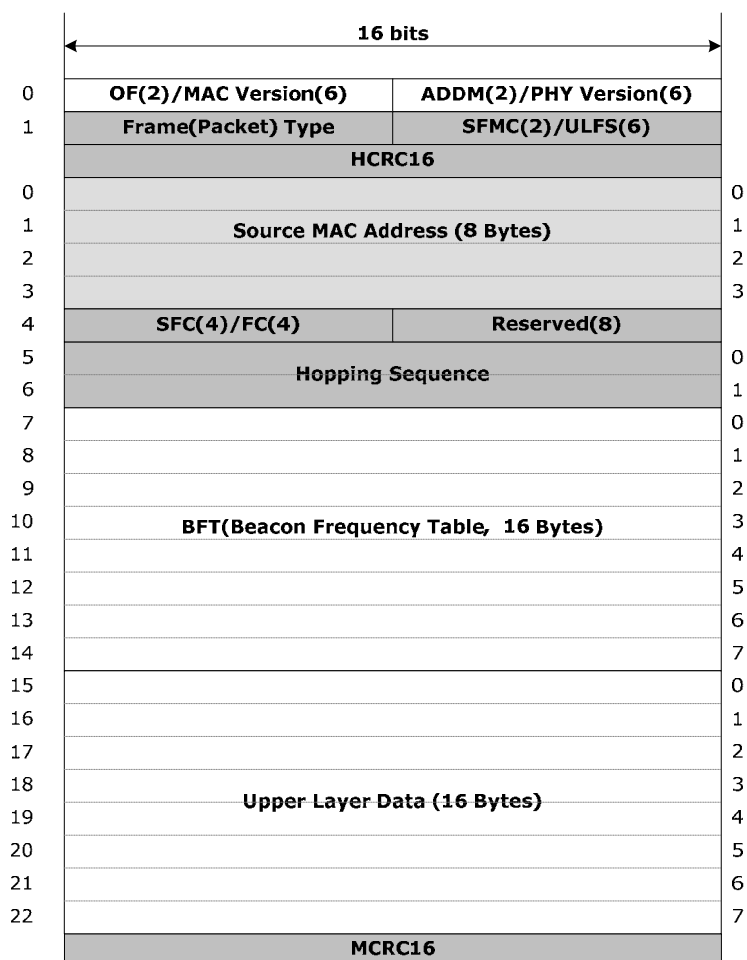 16 bits
0 OF(2)/MAC Version(6) ADDM(2)/PHY Version(6)
1 Frame(Packet) Type SFMC(2)/ULFS(6)
HCRC16
0 0
1 Source MAC Address (8 Bytes) 1
2 2
3 3
4 SFC(4)/FC(4) Reserved(8)
5 0
Hopping Sequence
6 1
7 0
8 1
9 2
10 BFT(Beacon Frequency Table, 16 Bytes) 3
11 4
12 5
13 6
14 7
15 0
16 1
17 2
18 3
Upper Layer Data (16 Bytes)
19 4
20 5
21 6
22 7
MCRC16